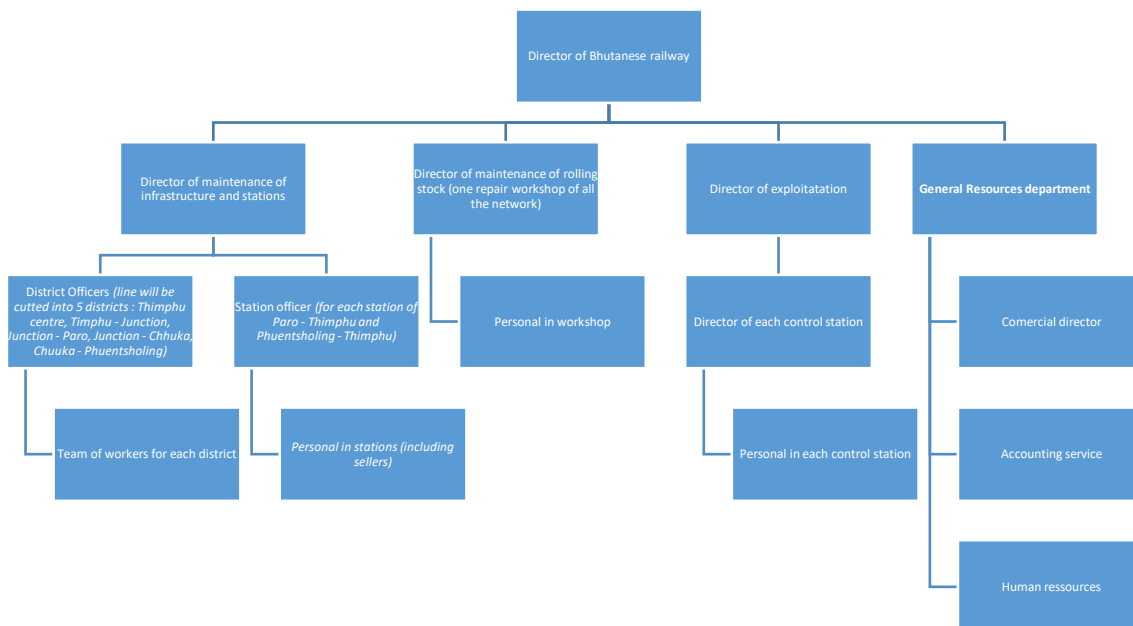 Director of Bhutanese railway
Director of maintenance of
infrastructure and stations
Director of maintenance of rolling
stock (one repair workshop of all
the network)
Director of exploitatation
General Resources department
District Officers (line will be
cutted into 5 districts : Thimphu
centre, Timphu - Junction,
Junction - Paro, Junction - Chhuka,
Chuuka - Phuentsholing)
Station officer (for each station of
Paro - Thimphu and
Phuentsholing - Thimphu)
Personal in workshop
Director of each control station
Comercial director
Team of workers for each district
Personal in stations (including
sellers)
Personal in each control station
Accounting service
Human ressources